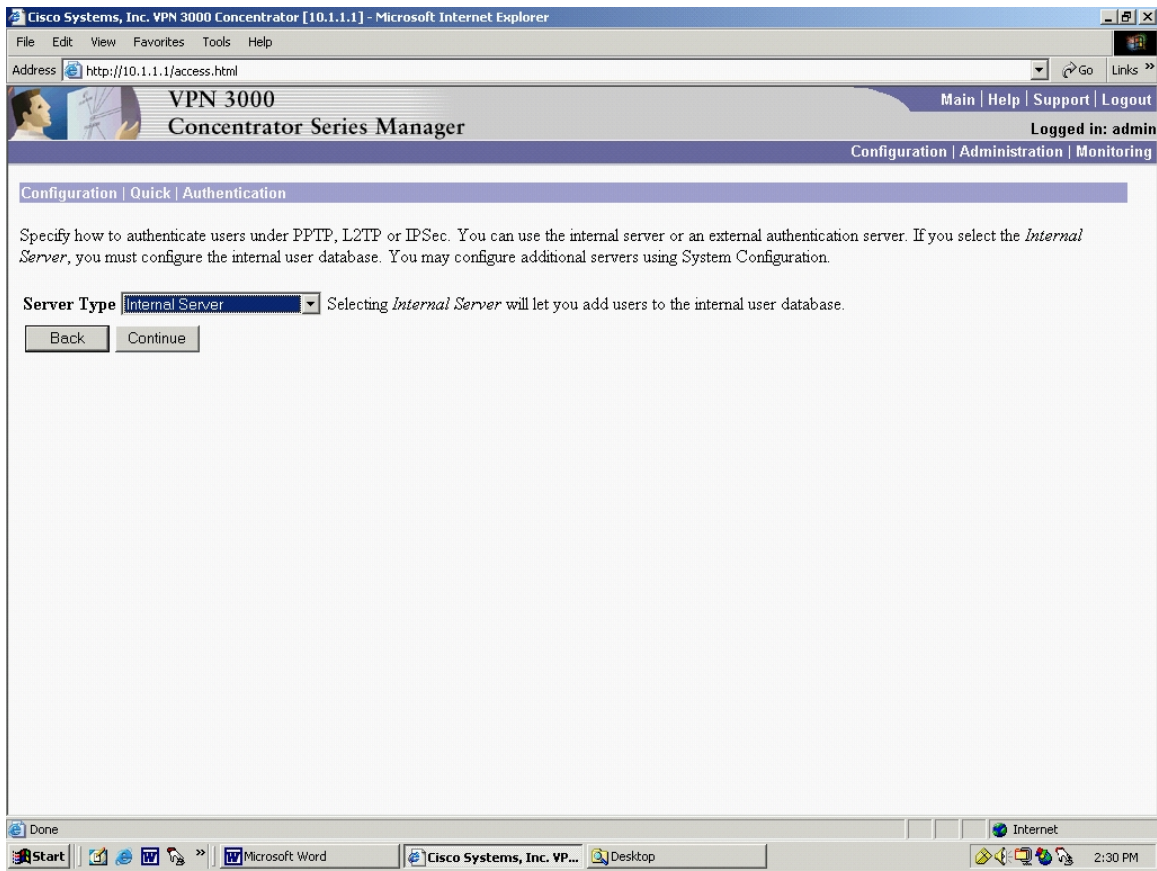 Cisco Systems, Inc. VPN 3000 Concentrator [10.1.1.1] - Microsoft Internet Explorer
File Edit View Favorites Tools Help
Address http://10.1.1.1/access.html Go Links »
VPN 3000
Concentrator Series Manager
Main | Help | Support | Logout
Logged in: admin
Configuration | Administration | Monitoring
Configuration | Quick | Authentication
Specify how to authenticate users under PPTP, L2TP or IPSec. You can use the internal server or an external authentication server. If you select the Internal
Server, you must configure the internal user database. You may configure additional servers using System Configuration.
Server Type Internal Server Selecting Internal Server will let you add users to the internal user database.
Back Continue
Done Internet
Start » Microsoft Word Cisco Systems, Inc. VP... Desktop 2:30 PM